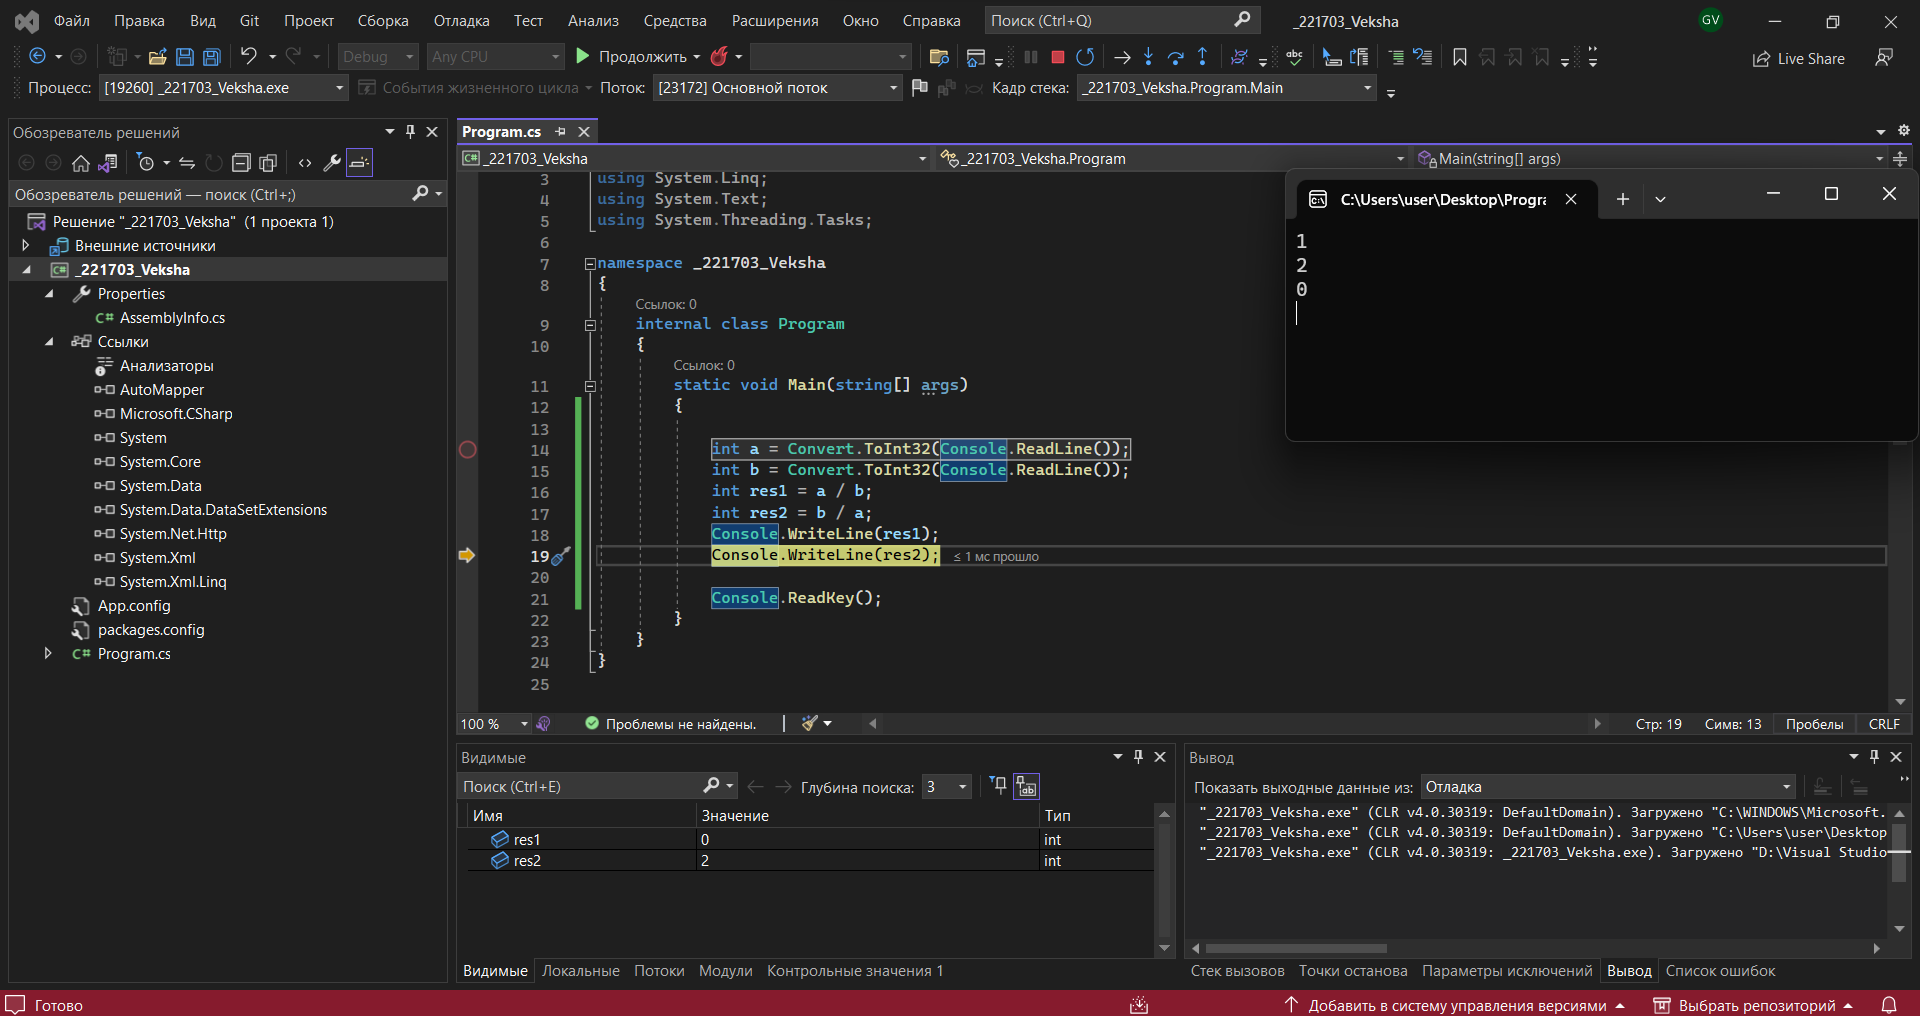 Файл Правка Вид Git Проект Сборка Отладка Тест Анализ Средства Расширения Окно Справка Поиск (Ctrl+Q) _221703_Veksha GV
Debug Any CPU Продолжить abc Live Share
Процесс: [19260] _221703_Veksha.exe События жизненного цикла Поток: [23172] Основной поток Кадр стека: _221703_Veksha.Program.Main
Обозреватель решений
Обозреватель решений — поиск (Ctrl+;)
Решение "_221703_Veksha" (1 проекта 1)
Внешние источники
C# _221703_Veksha
Properties
C# AssemblyInfo.cs
Ссылки
Анализаторы
AutoMapper
Microsoft.CSharp
System
System.Core
System.Data
System.Data.DataSetExtensions
System.Net.Http
System.Xml
System.Xml.Linq
App.config
packages.config
C# Program.cs
Program.cs
C# _221703_Veksha _221703_Veksha.Program Main(string[] args)
3 using System.Linq;
4 using System.Text;
5 using System.Threading.Tasks;
6
7 namespace _221703_Veksha
8 {
Ссылок: 0
9 internal class Program
10 {
Ссылок: 0
11 static void Main(string[] args)
12 {
13
14 int a = Convert.ToInt32(Console.ReadLine());
15 int b = Convert.ToInt32(Console.ReadLine());
16 int res1 = a / b;
17 int res2 = b / a;
18 Console.WriteLine(res1);
19 Console.WriteLine(res2); ≤ 1 мс прошло
20
21 Console.ReadKey();
22 }
23 }
24 }
25
100 % Проблемы не найдены. Стр: 19 Симв: 13 Пробелы CRLF
C:\Users\user\Desktop\Progra
1
2
0
Видимые
Поиск (Ctrl+E) Глубина поиска: 3
Имя Значение Тип
res1 0 int
res2 2 int
Видимые Локальные Потоки Модули Контрольные значения 1
Вывод
Показать выходные данные из: Отладка
"_221703_Veksha.exe" (CLR v4.0.30319: DefaultDomain). Загружено "C:\WINDOWS\Microsoft.
"_221703_Veksha.exe" (CLR v4.0.30319: DefaultDomain). Загружено "C:\Users\user\Desktop
"_221703_Veksha.exe" (CLR v4.0.30319: _221703_Veksha.exe). Загружено "D:\Visual Studio
Стек вызовов Точки останова Параметры исключений Вывод Список ошибок
Готово Добавить в систему управления версиями Выбрать репозиторий